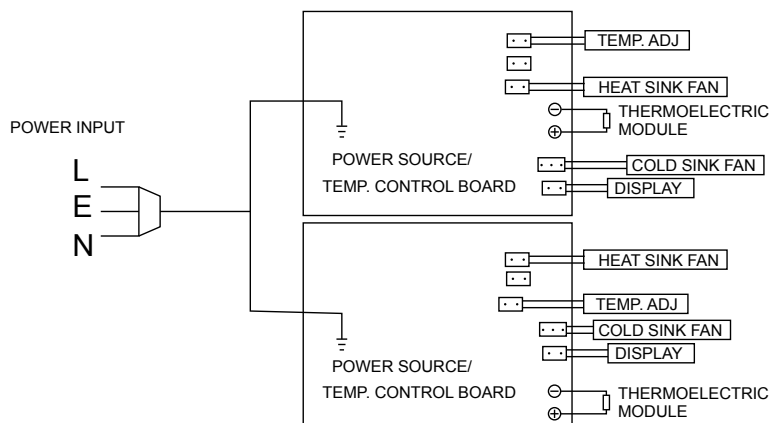 TEMP. ADJ
HEAT SINK FAN
THERMOELECTRIC
MODULE
POWER INPUT
L
E
N
POWER SOURCE/
TEMP. CONTROL BOARD
COLD SINK FAN
DISPLAY
HEAT SINK FAN
TEMP. ADJ
COLD SINK FAN
DISPLAY
POWER SOURCE/
TEMP. CONTROL BOARD
THERMOELECTRIC
MODULE